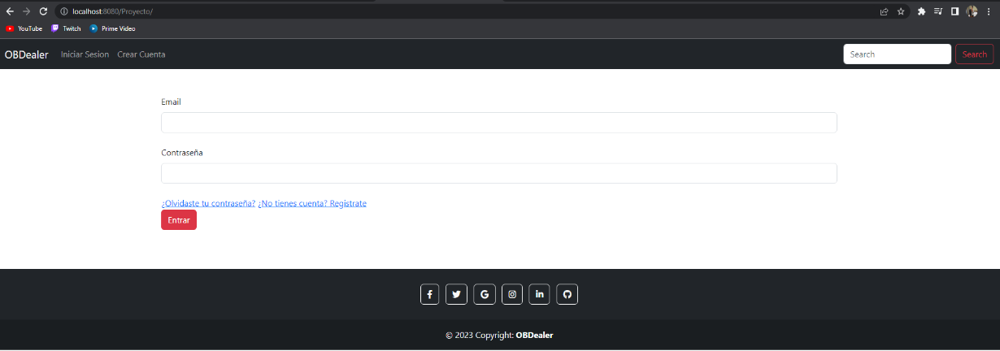 localhost:8080/Proyecto/
YouTube Twitch Prime Video
OBDealer Iniciar Sesion Crear Cuenta Search Search
Email
Contraseña
¿Olvidaste tu contraseña? ¿No tienes cuenta? Registrate
Entrar
© 2023 Copyright: OBDealer